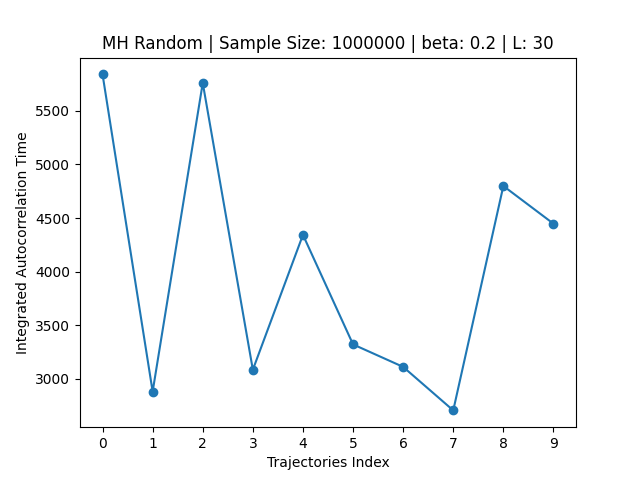 MH Random | Sample Size: 1000000 | beta: 0.2 | L: 30
Integrated Autocorrelation Time
5500
5000
4500
4000
3500
3000
0 1 2 3 4 5 6 7 8 9
Trajectories Index